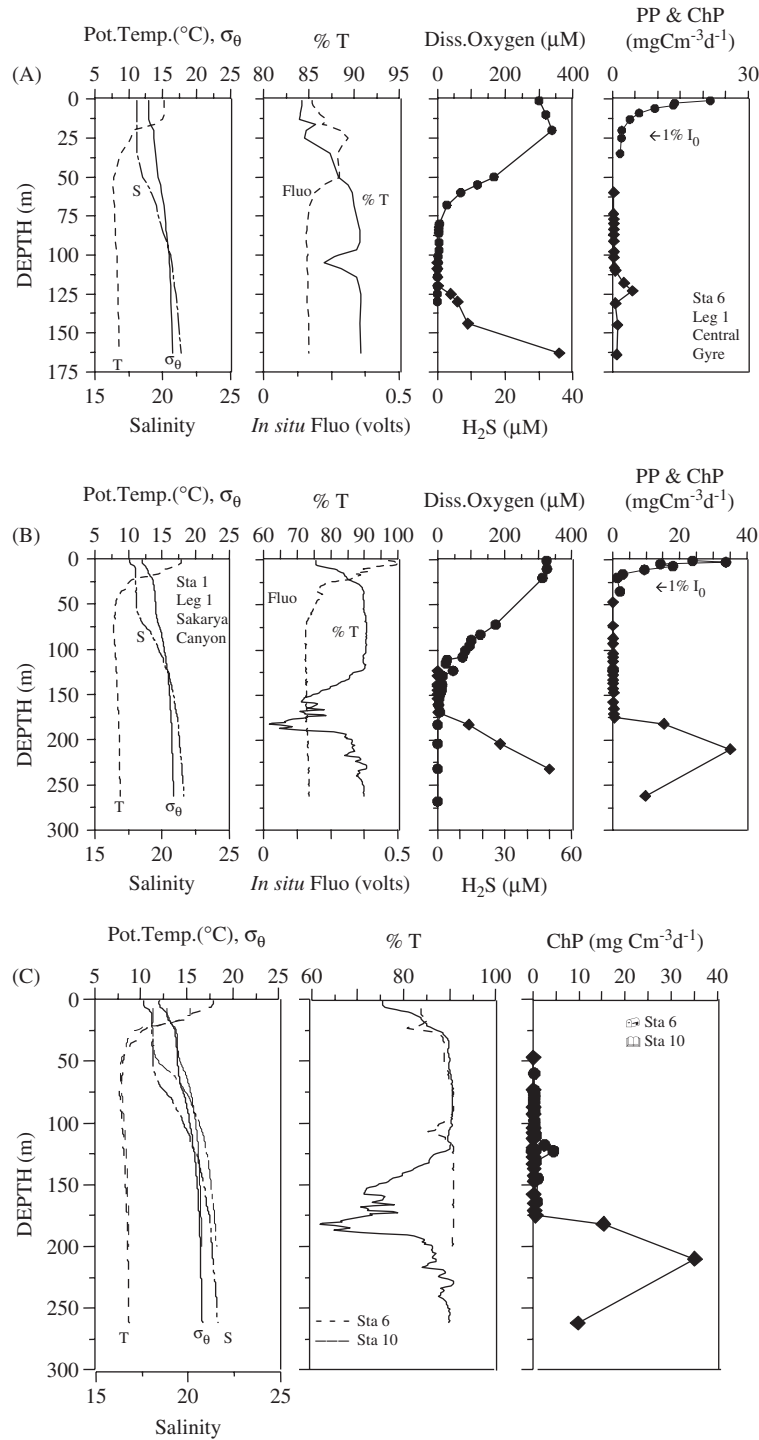 Pot.Temp.(°C), σθ
% T
Diss.Oxygen (μM)
PP & ChP
(mgCm-3d-1)
(A)
5 10 15 20 25
80 85 90 95
0 120 240 360
0 10 20 30
0
25
50
75
100
125
150
175
DEPTH (m)
S
T
σθ
Fluo
% T
←1% I0
Sta 6
Leg 1
Central
Gyre
15 20 25
0 0.5
0 20 40
Salinity
In situ Fluo (volts)
H2S (μM)
Pot.Temp.(°C), σθ
% T
Diss.Oxygen (μM)
PP & ChP
(mgCm-3d-1)
(B)
5 10 15 20 25
60 70 80 90 100
0 200 400
0 20 40
0
50
100
150
200
250
300
DEPTH (m)
Sta 1
Leg 1
Sakarya
Canyon
S
T
σθ
Fluo
% T
←1% I0
15 20 25
0 0.5
0 30 60
Salinity
In situ Fluo (volts)
H2S (μM)
Pot.Temp.(°C), σθ
% T
ChP (mg Cm-3d-1)
(C)
5 10 15 20 25
60 80 100
0 10 20 30 40
0
50
100
150
200
250
300
DEPTH (m)
T
σθ
S
Sta 6
Sta 10
Sta 6
Sta 10
15 20 25
Salinity